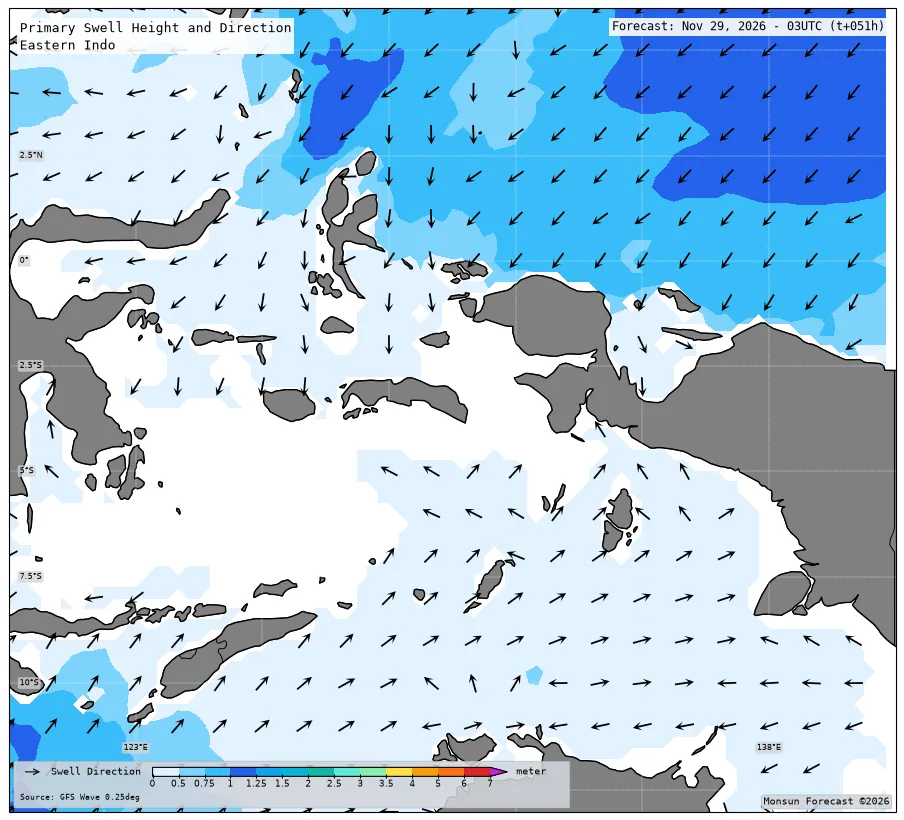 Primary Swell Height and Direction
Eastern Indo
Forecast: Nov 29, 2026 - 03UTC (t+051h)
2.5°N
0°
2.5°S
5°S
7.5°S
10°S
123°E
138°E
Swell Direction
0 0.5 0.75 1 1.25 1.5 2 2.5 3 3.5 4 5 6 7
meter
Source: GFS Wave 0.25deg
Monsun Forecast ©2026